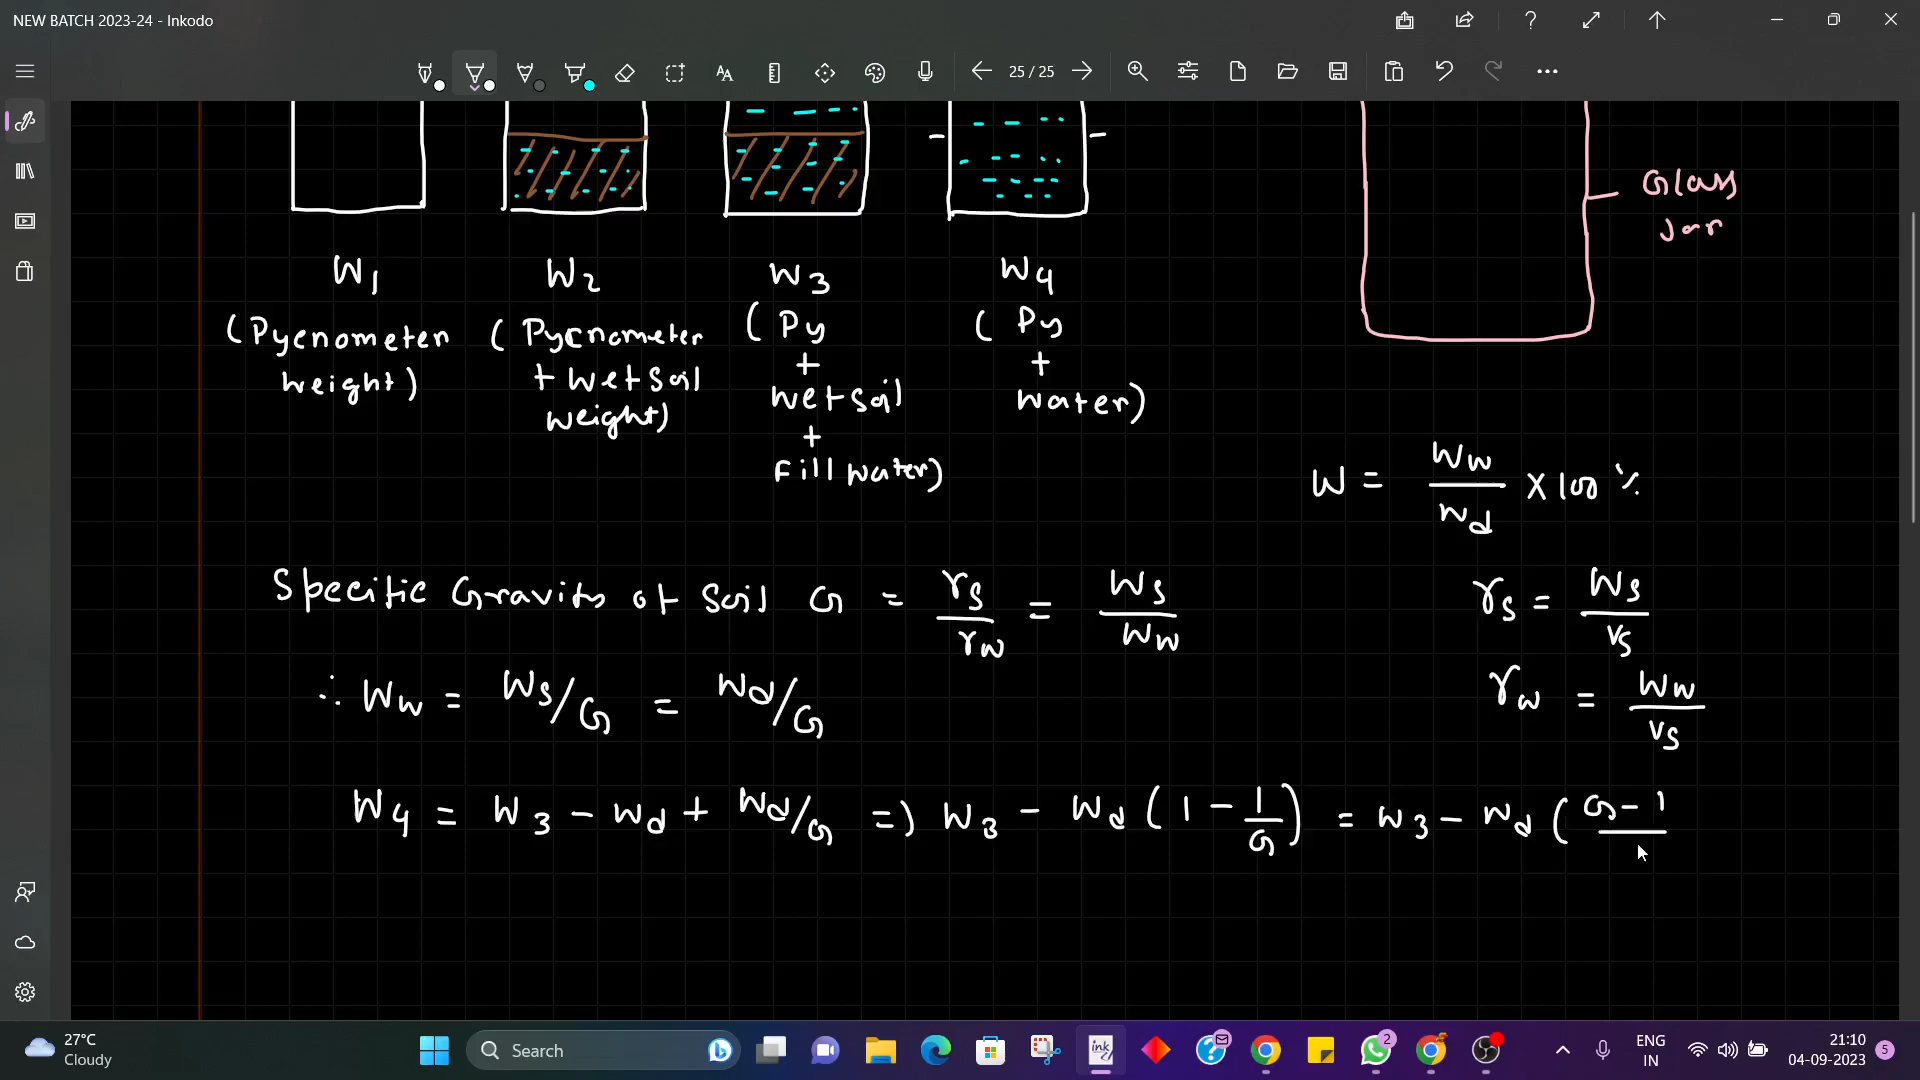 NEW BATCH 2023-24 - Inkodo
25 / 25
Glass
Jar
W1
W2
W3
W4
(Pycnometer
weight)
(Pycnometer
+ Wet Soil
weight)
(Py
+
Wet Soil
+
Fill water)
(Py
+
water)
W = Ww/Wd × 100 %
Specific Gravity of Soil G = γs/γw = Ws/Ww
γs = Ws/Vs
∴ Ww = Ws/G = Wd/G
γw = Ww/Vs
W4 = W3 - Wd + Wd/G => W3 - Wd (1 - 1/G) = W3 - Wd (G-1
27°C
Cloudy
Search
ink
2
ENG
IN
21:10
04-09-2023
5